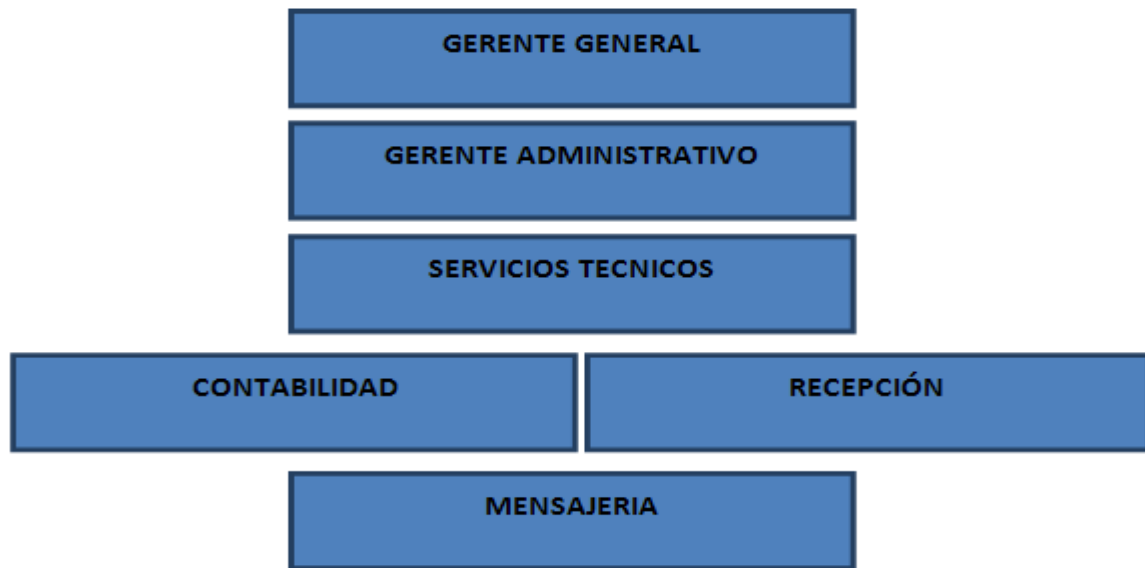 GERENTE GENERAL
GERENTE ADMINISTRATIVO
SERVICIOS TECNICOS
CONTABILIDAD
RECEPCIÓN
MENSAJERIA